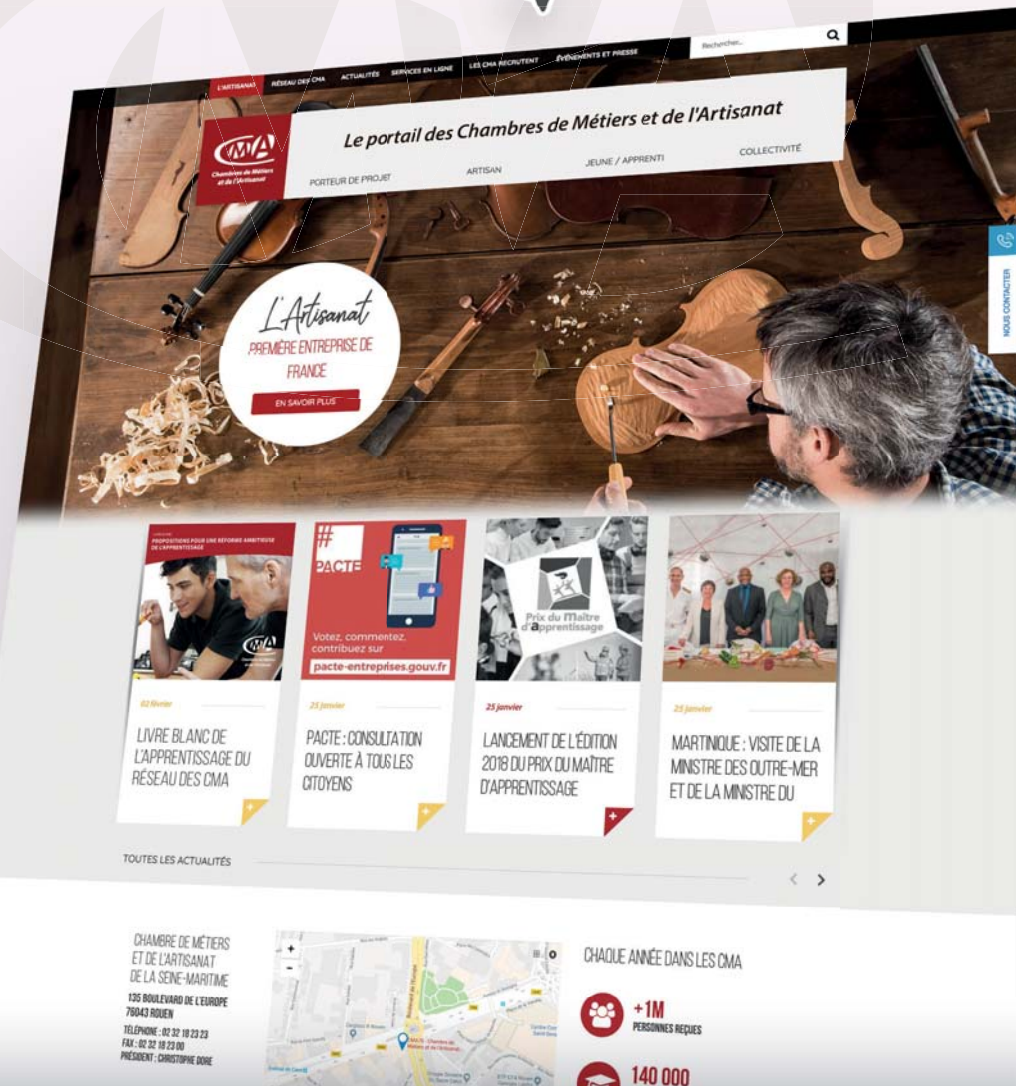 L'ARTISANAT RÉSEAU DES CMA ACTUALITÉS SERVICES EN LIGNE LES CMA RECRUTENT ÉVÉNEMENTS ET PRESSE Rechercher...
CMA
Chambres de Métiers
et de l'Artisanat
Le portail des Chambres de Métiers et de l'Artisanat
PORTEUR DE PROJET ARTISAN JEUNE / APPRENTI COLLECTIVITÉ
NOUS CONTACTER
L'Artisanat
PREMIÈRE ENTREPRISE DE
FRANCE
EN SAVOIR PLUS
PROPOSITIONS POUR UNE RÉFORME AMBITIEUSE
DE L'APPRENTISSAGE
CMA
02 février
LIVRE BLANC DE
L'APPRENTISSAGE DU
RÉSEAU DES CMA
+
#
PACTE
Votez, commentez,
contribuez sur
pacte-entreprises.gouv.fr
25 janvier
PACTE : CONSULTATION
OUVERTE À TOUS LES
CITOYENS
+
Prix du maître
d'apprentissage
25 janvier
LANCEMENT DE L'ÉDITION
2018 DU PRIX DU MAÎTRE
D'APPRENTISSAGE
+
25 janvier
MARTINIQUE : VISITE DE LA
MINISTRE DES OUTRE-MER
ET DE LA MINISTRE DU
+
TOUTES LES ACTUALITÉS
CHAMBRE DE MÉTIERS
ET DE L'ARTISANAT
DE LA SEINE-MARITIME
135 BOULEVARD DE L'EUROPE
76043 ROUEN
TÉLÉPHONE : 02 32 18 23 23
FAX : 02 32 18 23 00
PRÉSIDENT : CHRISTOPHE DORE
+
-
Boulevard de l'Europe
CHAQUE ANNÉE DANS LES CMA
+1M
PERSONNES REÇUES
140 000